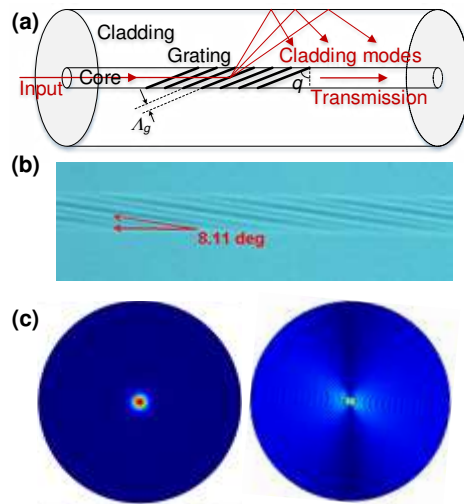 (a)
Cladding
Grating
Cladding modes
Core
Input
q
Transmission
Λg
(b)
8.11 deg
(c)